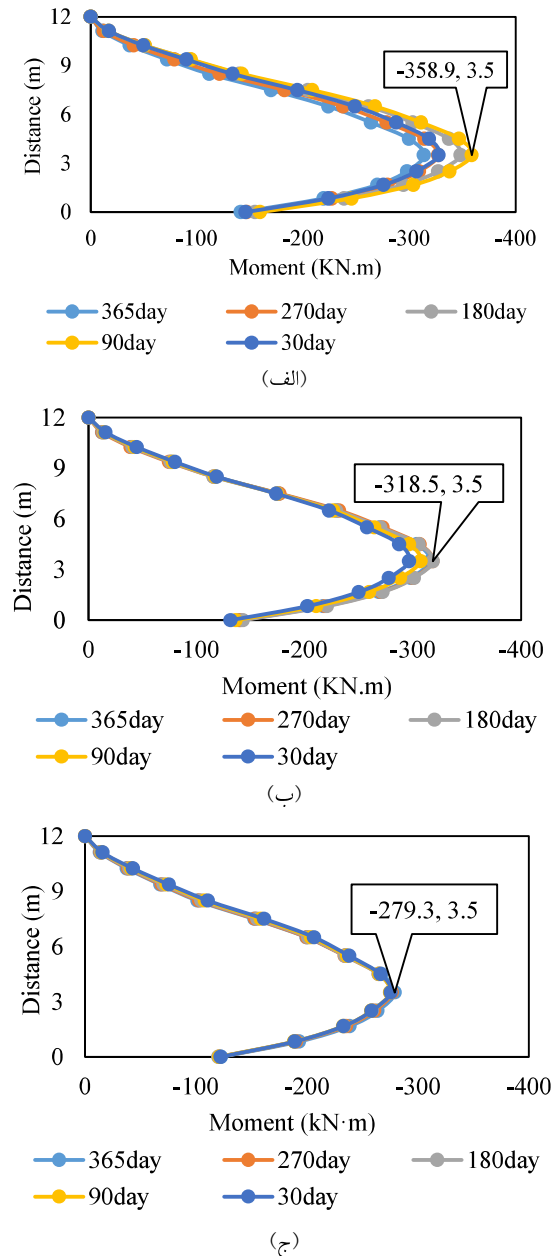 12
9
6
3
0
Distance (m)
-358.9, 3.5
0 -100 -200 -300 -400
Moment (KN.m)
365day 270day 180day
90day 30day
(الف)
12
9
6
3
0
Distance (m)
-318.5, 3.5
0 -100 -200 -300 -400
Moment (KN.m)
365day 270day 180day
90day 30day
(ب)
12
9
6
3
0
Distance (m)
-279.3, 3.5
0 -100 -200 -300 -400
Moment (kN·m)
365day 270day 180day
90day 30day
(ج)